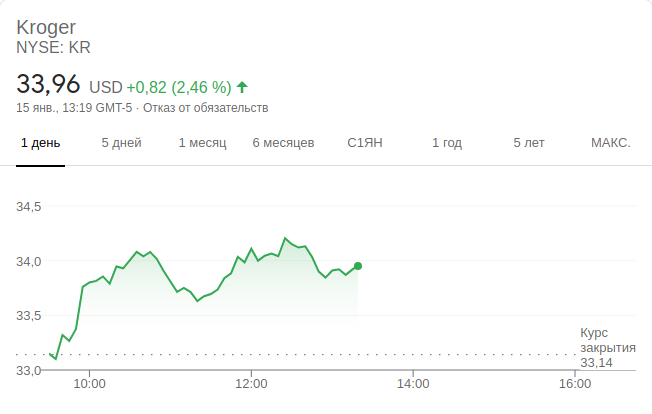 Kroger
NYSE: KR
33,96 USD +0,82 (2,46 %)
15 янв., 13:19 GMT-5 · Отказ от обязательств
1 день 5 дней 1 месяц 6 месяцев С1ЯН 1 год 5 лет МАКС.
34,5
34,0
33,5
33,0
Курс
закрытия
33,14
10:00 12:00 14:00 16:00